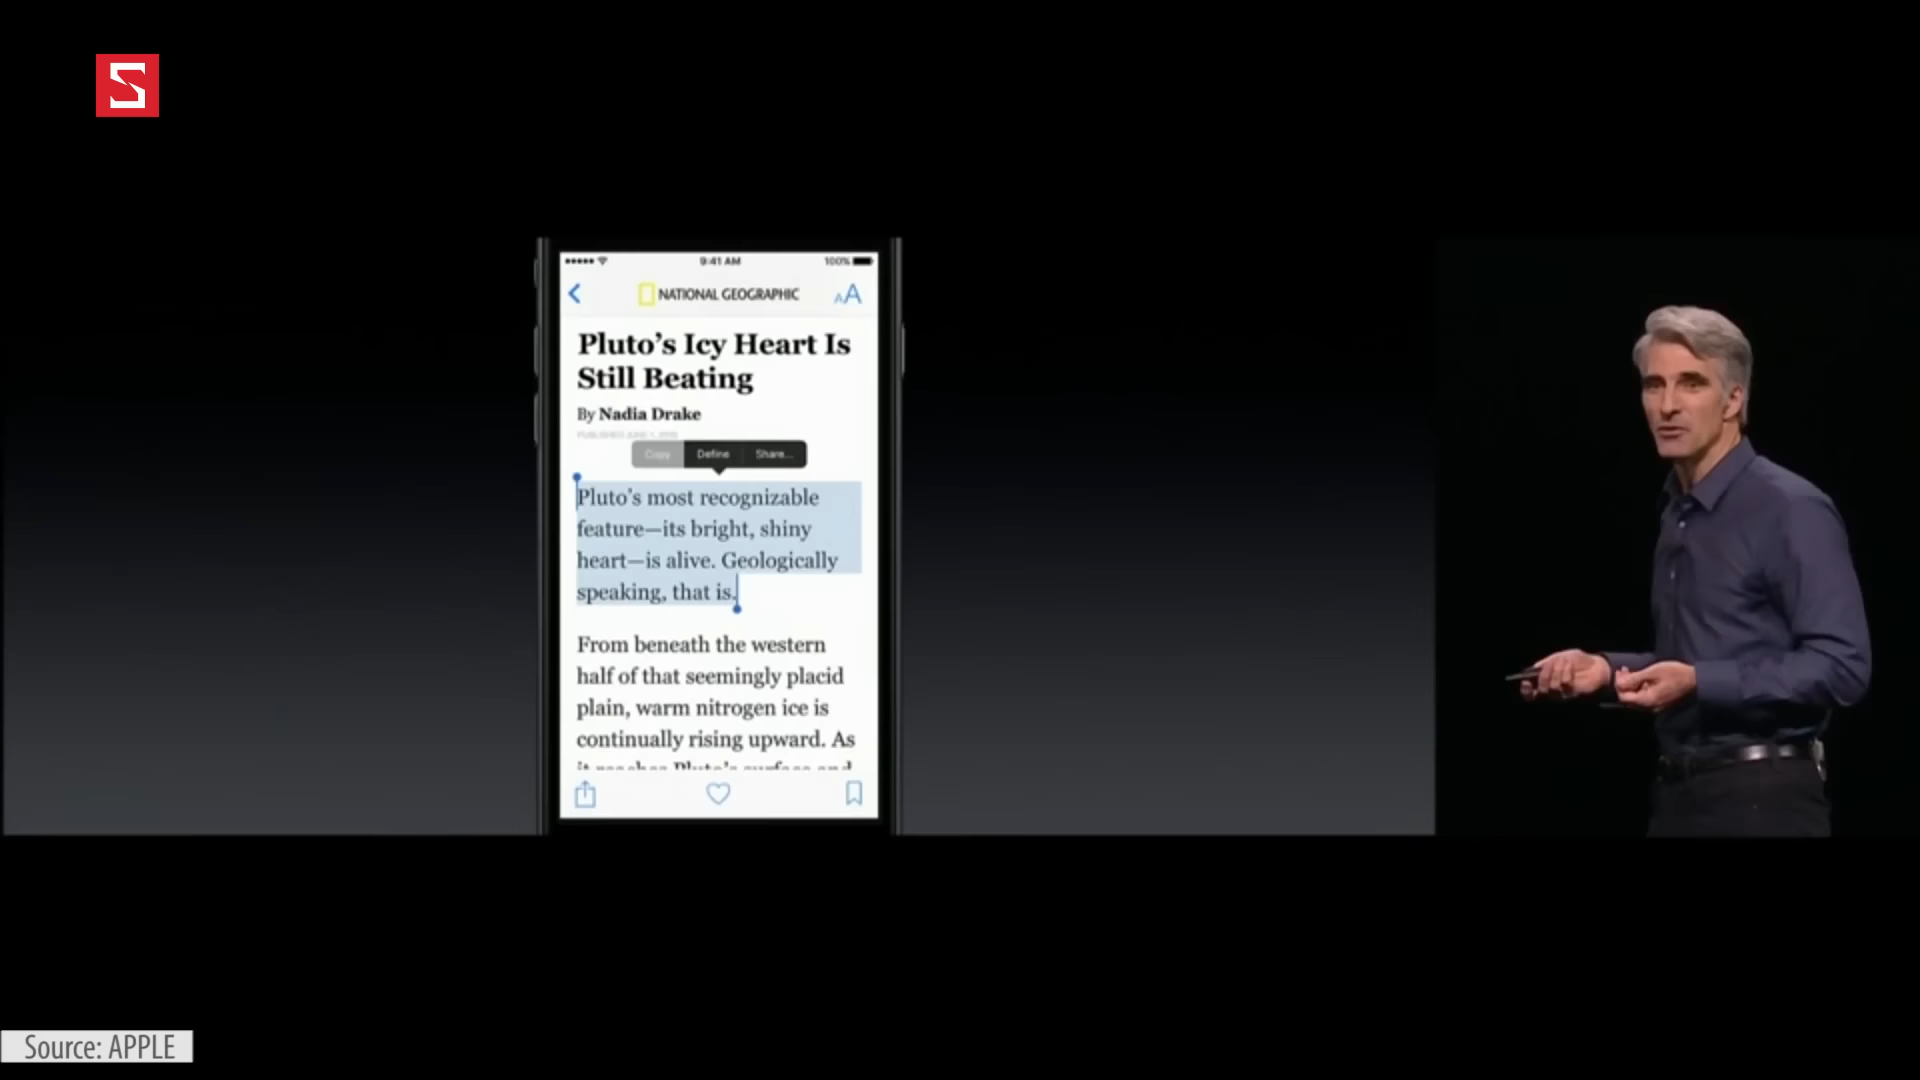 S
9:41 AM
100%
NATIONAL GEOGRAPHIC
AA
Pluto’s Icy Heart Is
Still Beating
By Nadia Drake
Copy Define Share...
Pluto’s most recognizable
feature—its bright, shiny
heart—is alive. Geologically
speaking, that is.
From beneath the western
half of that seemingly placid
plain, warm nitrogen ice is
continually rising upward. As
Source: APPLE